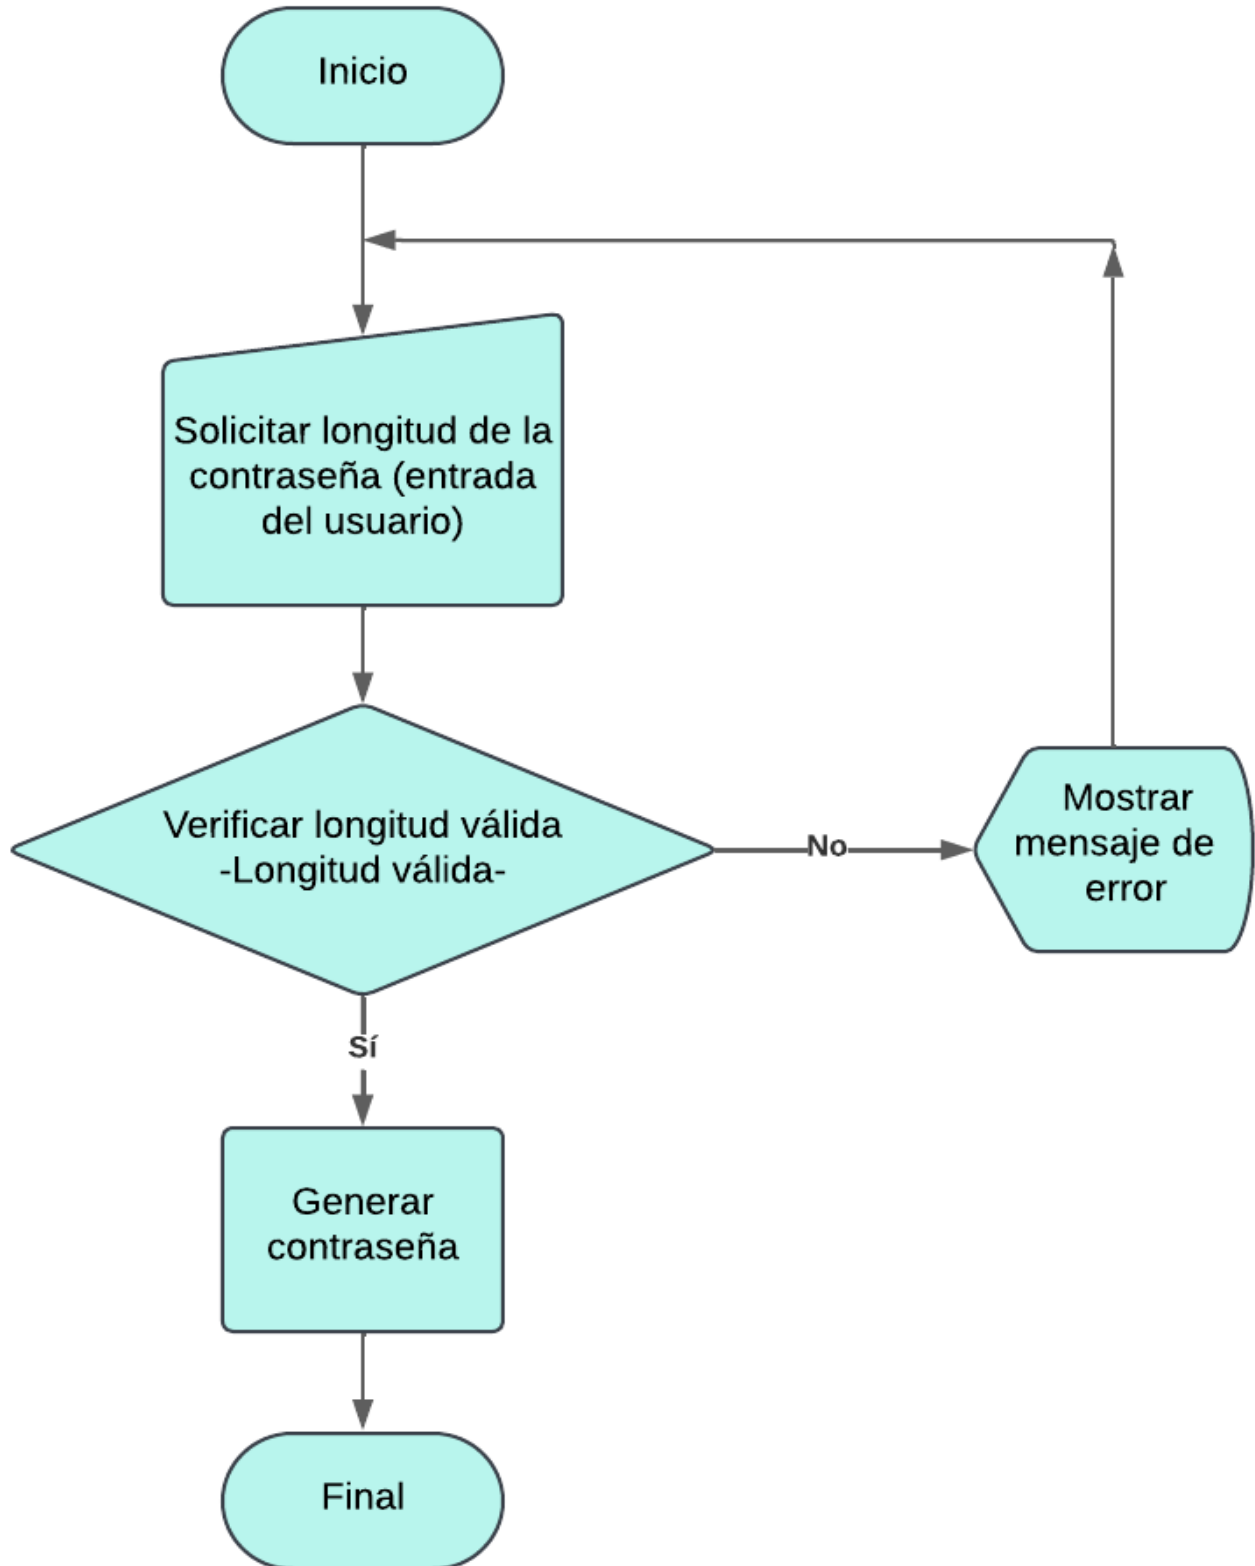 Inicio
Solicitar longitud de la
contraseña (entrada
del usuario)
Verificar longitud válida
-Longitud válida-
No
Mostrar
mensaje de
error
Sí
Generar
contraseña
Final